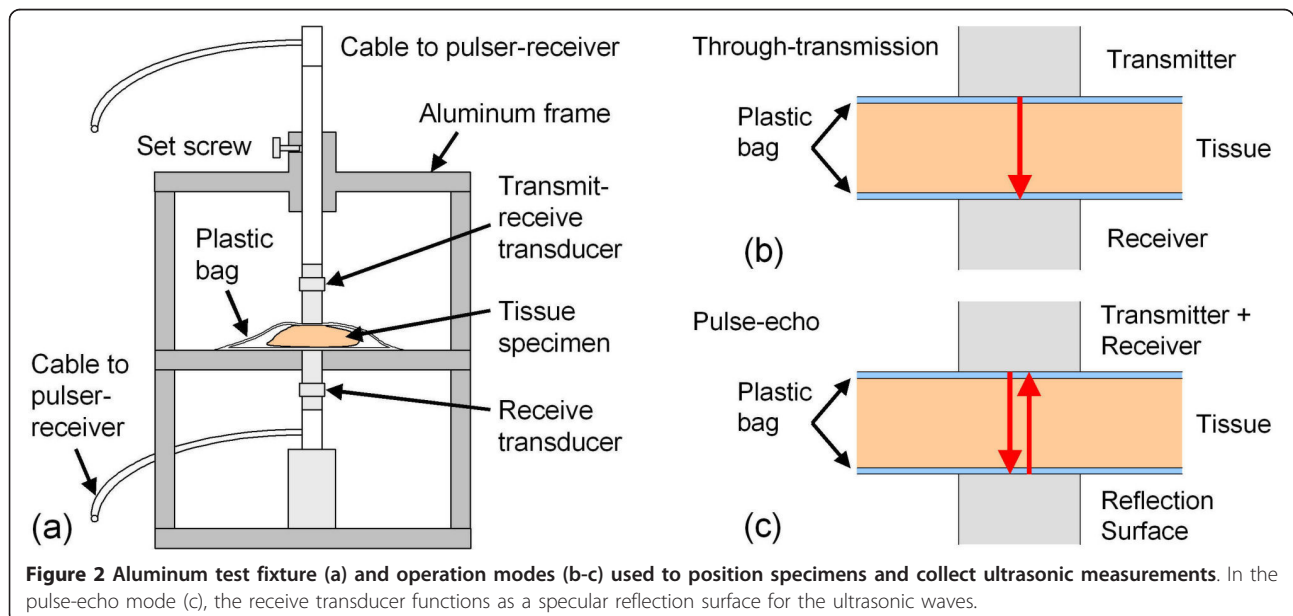 Cable to pulser-receiver
Aluminum frame
Set screw
Transmit-
receive
transducer
Plastic
bag
Tissue
specimen
Cable to
pulser-
receiver
Receive
transducer
(a)
Through-transmission
Transmitter
Plastic
bag
Tissue
(b)
Receiver
Pulse-echo
Transmitter +
Receiver
Plastic
bag
Tissue
(c)
Reflection
Surface
Figure 2 Aluminum test fixture (a) and operation modes (b-c) used to position specimens and collect ultrasonic measurements. In the
pulse-echo mode (c), the receive transducer functions as a specular reflection surface for the ultrasonic waves.